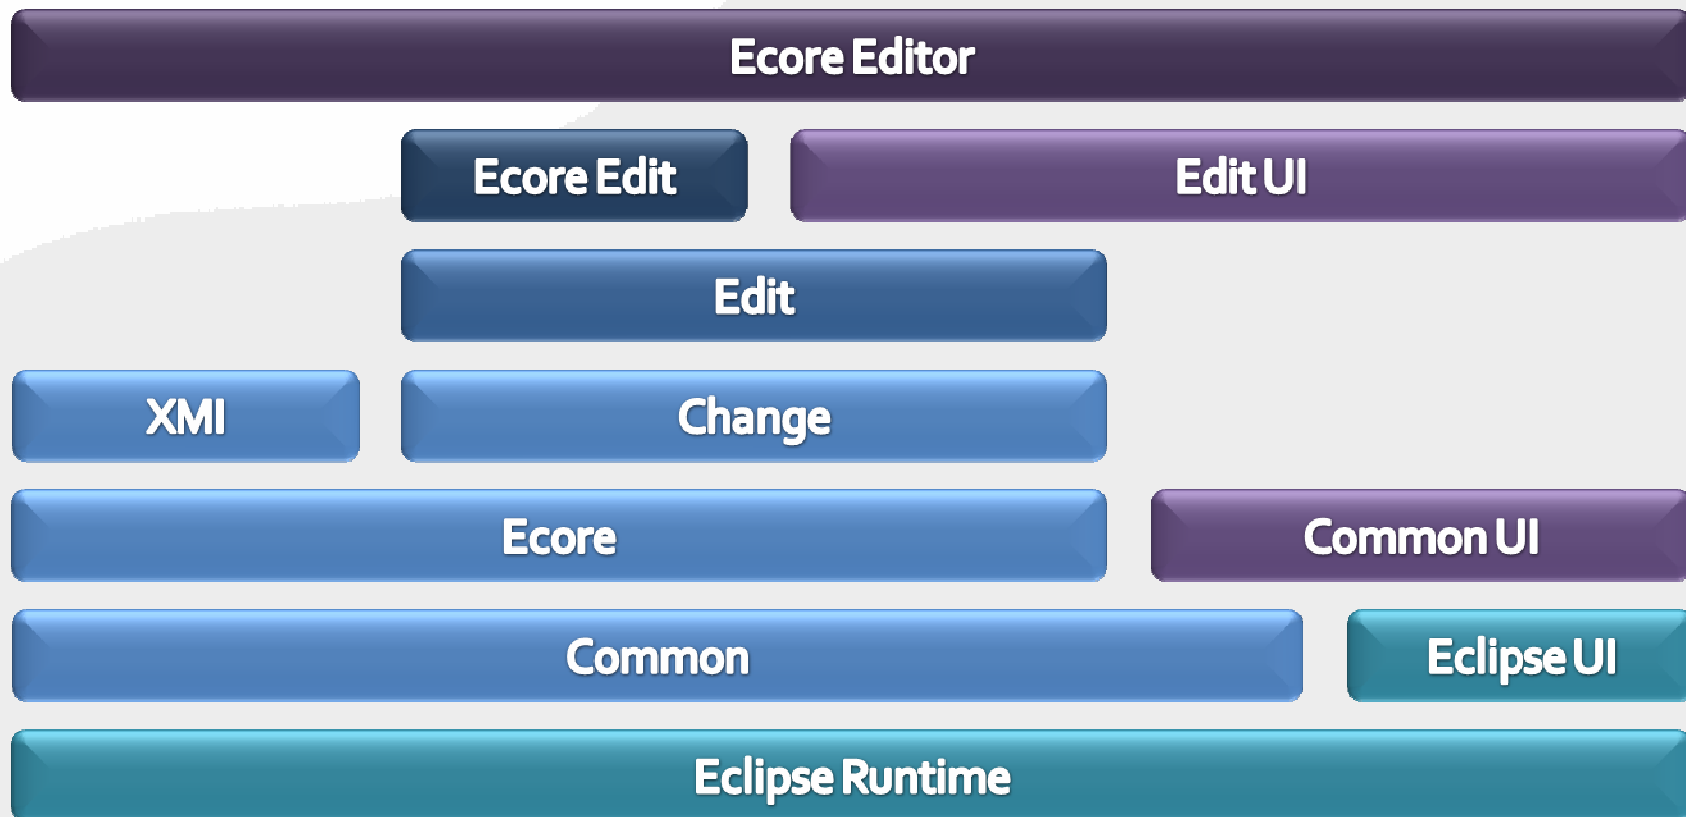 Ecore Editor
Ecore Edit
Edit UI
Edit
XMI
Change
Ecore
Common UI
Common
Eclipse UI
Eclipse Runtime